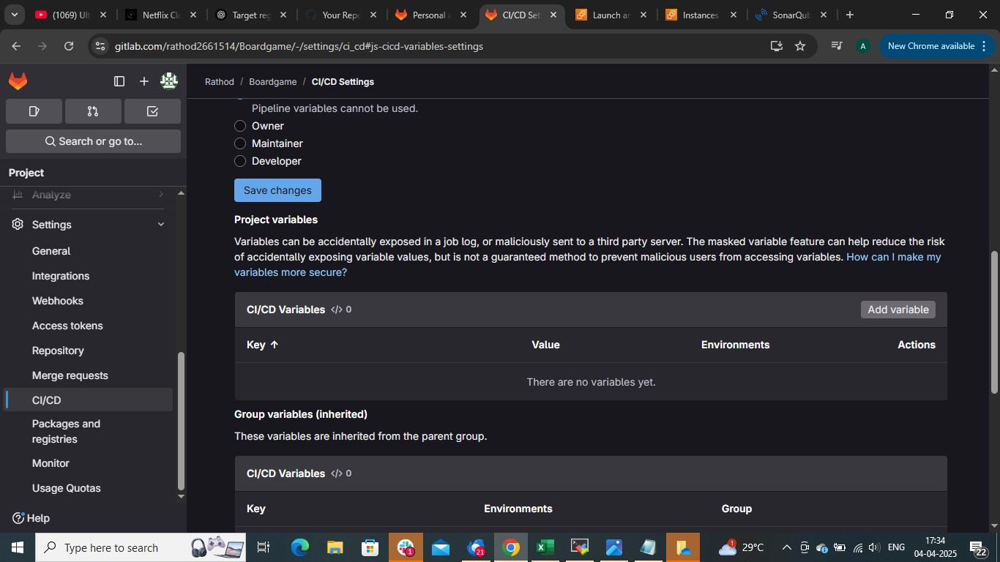 (1069) Ult
Netflix Clo
Target reg
Your Repo
Personal a
CI/CD Set
Launch an
Instances
SonarQub
gitlab.com/rathod2661514/Boardgame/-/settings/ci_cd#js-cicd-variables-settings
A
New Chrome available
Rathod / Boardgame / CI/CD Settings
Search or go to...
Project
Analyze
Settings
General
Integrations
Webhooks
Access tokens
Repository
Merge requests
CI/CD
Packages and
registries
Monitor
Usage Quotas
Help
Pipeline variables cannot be used.
Owner
Maintainer
Developer
Save changes
Project variables
Variables can be accidentally exposed in a job log, or maliciously sent to a third party server. The masked variable feature can help reduce the risk
of accidentally exposing variable values, but is not a guaranteed method to prevent malicious users from accessing variables. How can I make my
variables more secure?
CI/CD Variables </> 0
Add variable
Key ↑ Value Environments Actions
There are no variables yet.
Group variables (inherited)
These variables are inherited from the parent group.
CI/CD Variables </> 0
Key Environments Group
Type here to search
1
21
1
29°C
ENG
17:34
04-04-2025
22